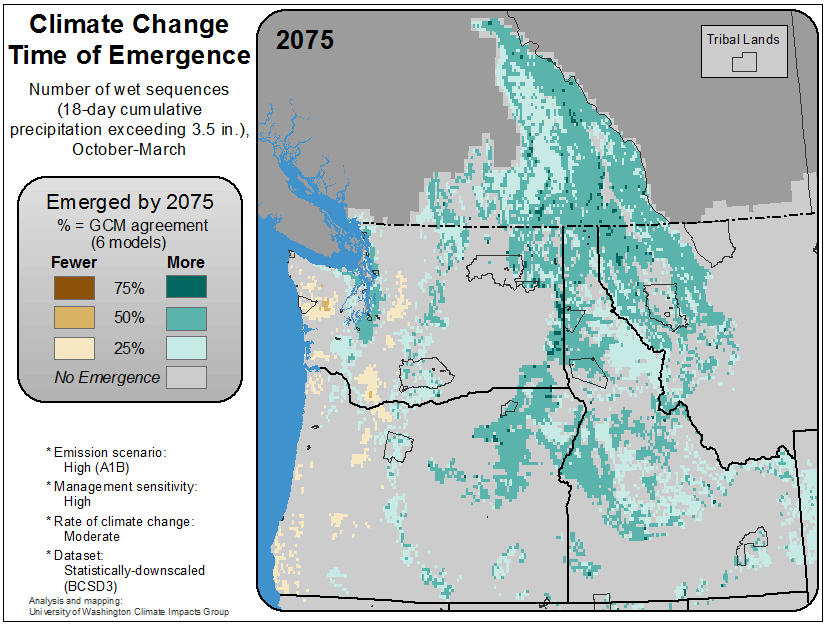 Climate Change
Time of Emergence
Number of wet sequences
(18-day cumulative
precipitation exceeding 3.5 in.),
October-March
Emerged by 2075
% = GCM agreement
(6 models)
Fewer More
75%
50%
25%
No Emergence
* Emission scenario:
High (A1B)
* Management sensitivity:
High
* Rate of climate change:
Moderate
* Dataset:
Statistically-downscaled
(BCSD3)
Analysis and mapping:
University of Washington Climate Impacts Group
2075
Tribal Lands